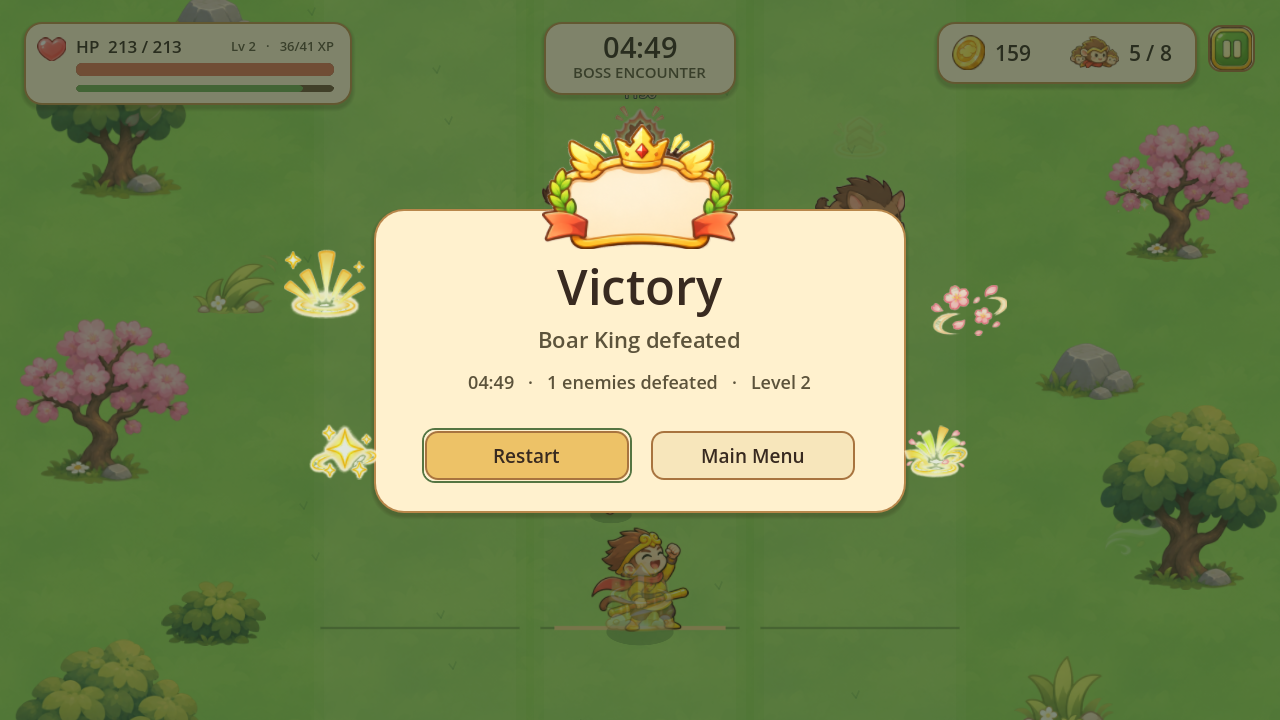 HP 213 / 213
Lv 2 · 36/41 XP
04:49
BOSS ENCOUNTER
159
5 / 8
Victory
Boar King defeated
04:49 · 1 enemies defeated · Level 2
Restart
Main Menu